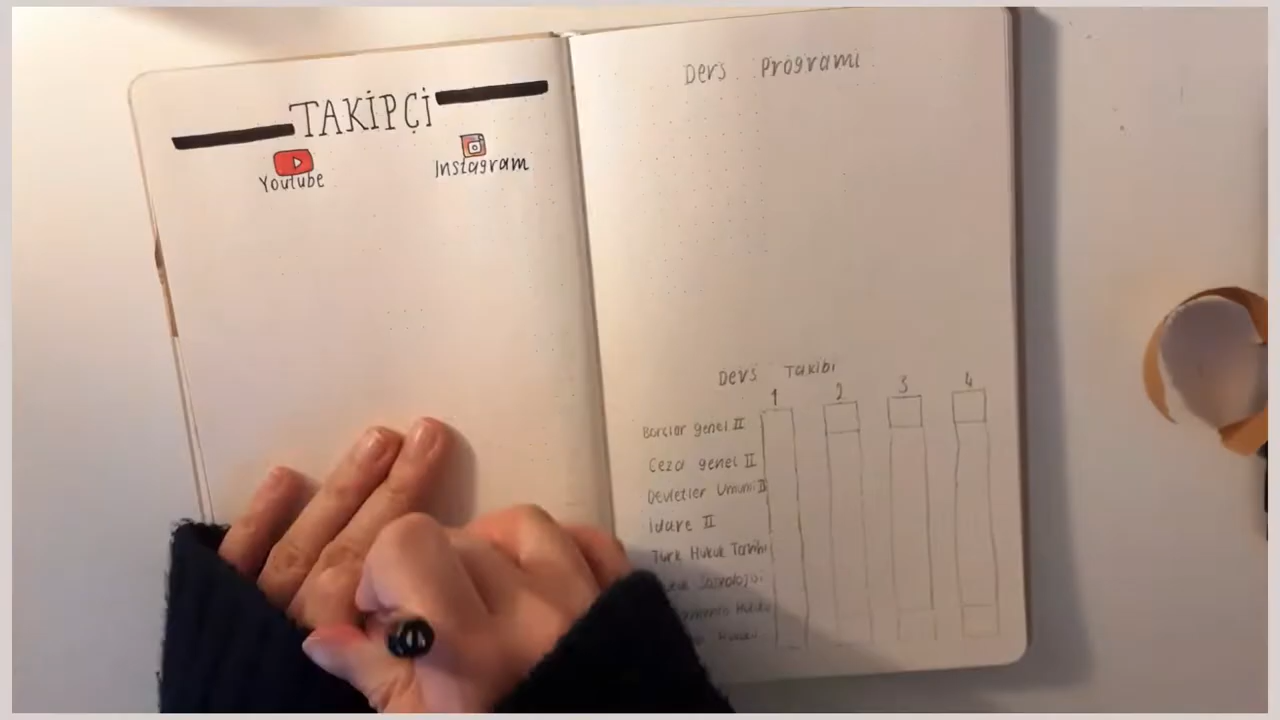 TAKİPÇİ
Youtube
Instagram
Ders Programı
Ders Takibi
1 2 3 4
Borçlar genel II
Ceza genel II
Devletler Umumi II
İdare II
Türk Hukuk Tarihi
Sosyolojisi